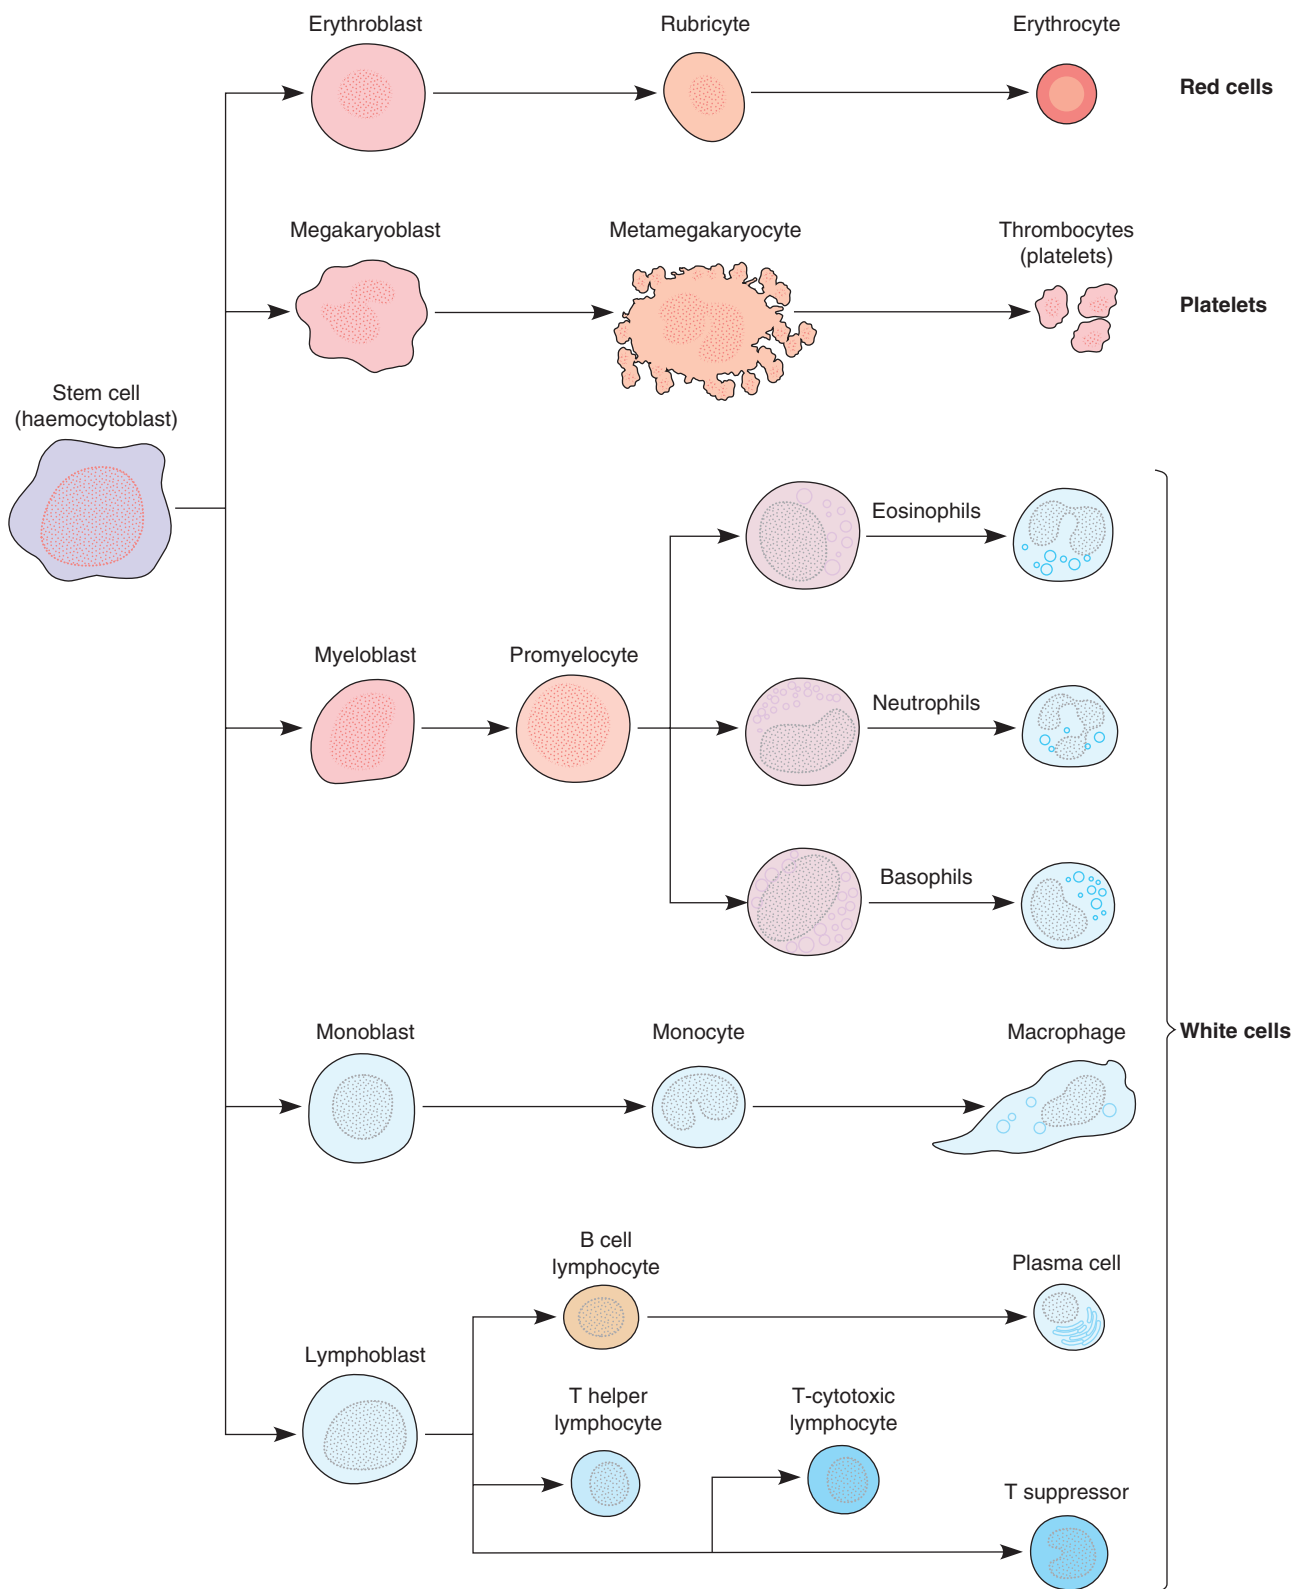 Erythroblast
Rubricyte
Erythrocyte
Red cells
Megakaryoblast
Metamegakaryocyte
Thrombocytes
(platelets)
Platelets
Stem cell
(haemocytoblast)
Eosinophils
Myeloblast
Promyelocyte
Neutrophils
Basophils
Monoblast
Monocyte
Macrophage
White cells
B cell
lymphocyte
Plasma cell
Lymphoblast
T helper
lymphocyte
T-cytotoxic
lymphocyte
T suppressor